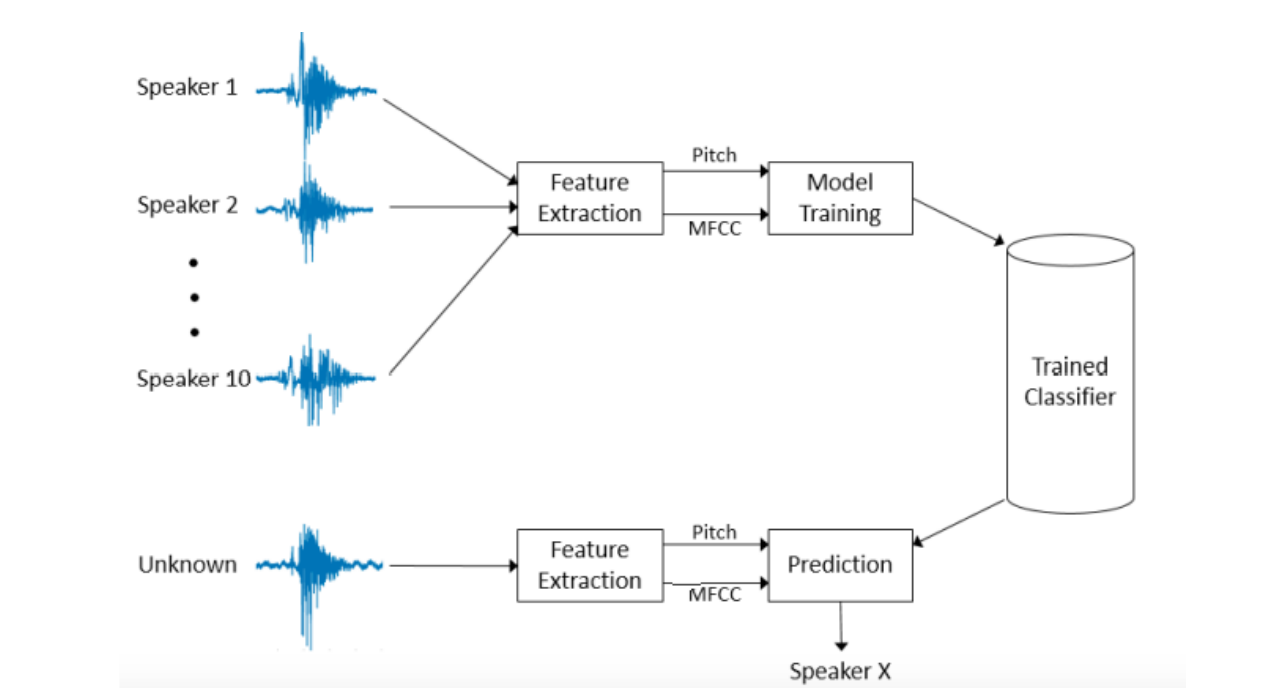 Speaker 1
Pitch
Feature
Extraction
Model
Training
MFCC
Speaker 2
Speaker 10
Trained
Classifier
Unknown
Feature
Extraction
Pitch
MFCC
Prediction
Speaker X